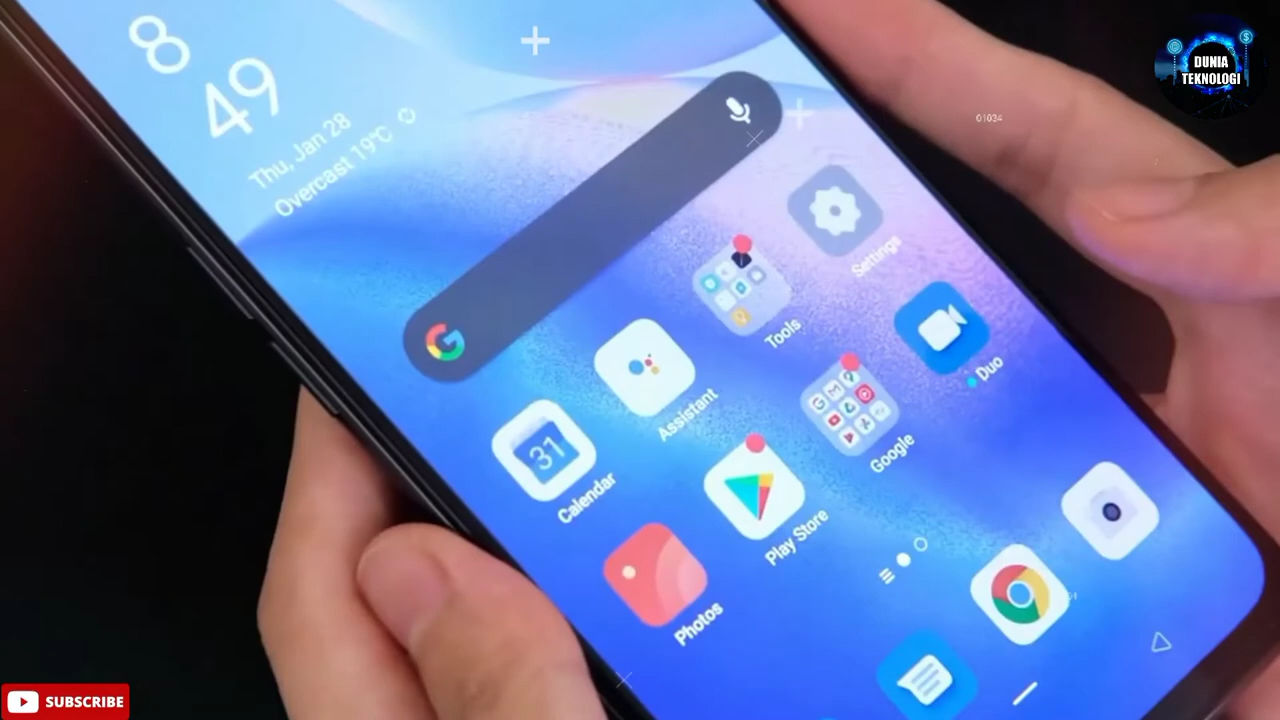 8
49
Thu, Jan 28
Overcast 19℃
DUNIA
TEKNOLOGI
01034
Settings
Tools
Duo
Assistant
Google
31
Calendar
Play Store
Photos
SUBSCRIBE